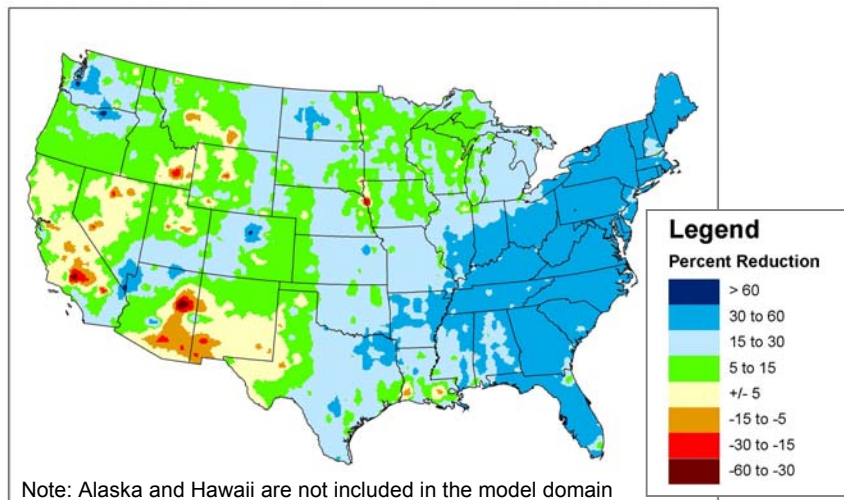 Legend
Percent Reduction
> 60
30 to 60
15 to 30
5 to 15
+/- 5
-15 to -5
-30 to -15
-60 to -30
Note: Alaska and Hawaii are not included in the model domain